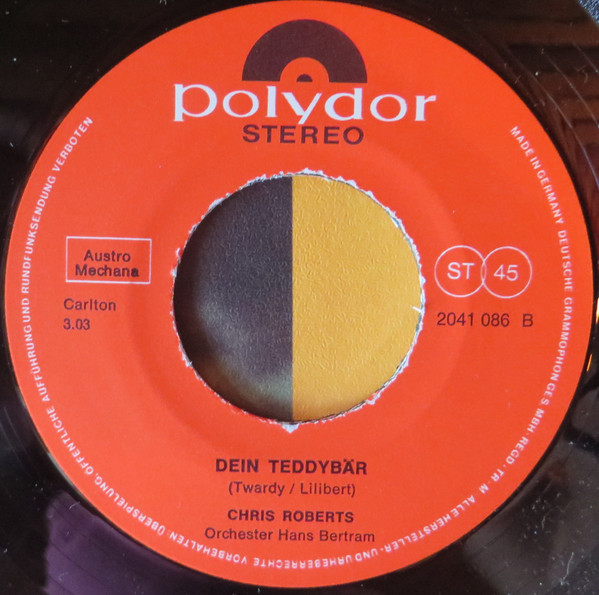 polydor
STEREO
Austro
Mechana
Carlton
3.03
ST 45
2041 086 B
DEIN TEDDYBÄR
(Twardy / Lilibert)
CHRIS ROBERTS
Orchester Hans Bertram
MADE IN GERMANY DEUTSCHE GRAMMOPHON GES MBH REGD · TR M ALLE HERSTELLER-UND URHEBERRECHTE VORBEHALTEN·ÜBERSPIELUNG,ÖFFENTLICHE AUFFÜHRUNG UND RUNDFUNKSENDUNG VERBOTEN